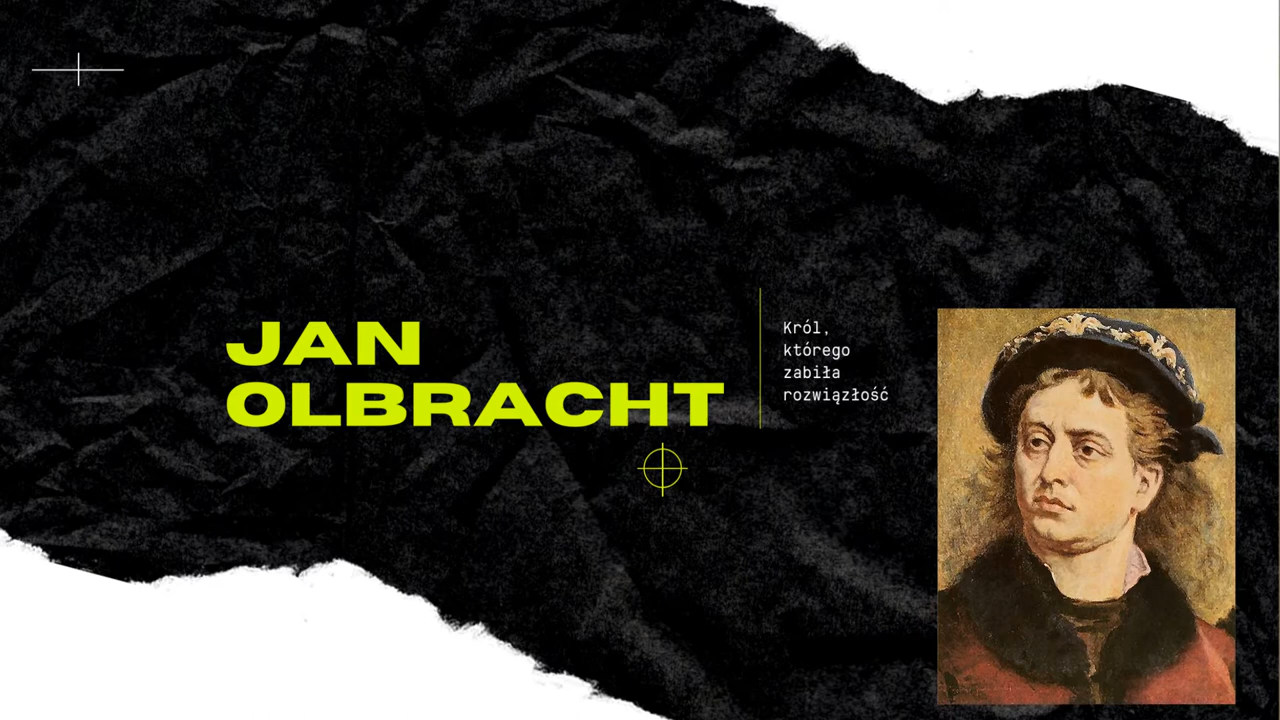 JAN
OLBRACHT
Król,
którego
zabiła
rozwiązłość